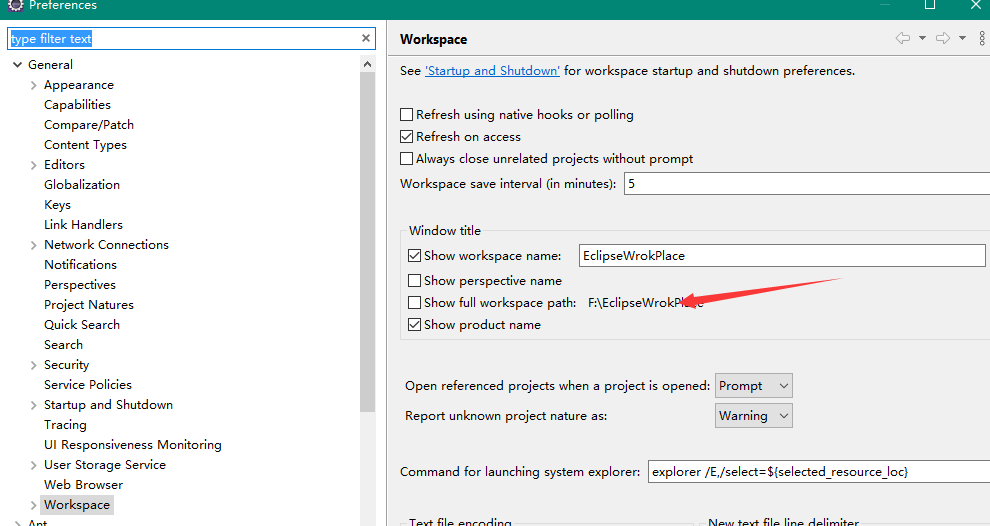 Preferences
type filter text
General
Appearance
Capabilities
Compare/Patch
Content Types
Editors
Globalization
Keys
Link Handlers
Network Connections
Notifications
Perspectives
Project Natures
Quick Search
Search
Security
Service Policies
Startup and Shutdown
Tracing
UI Responsiveness Monitoring
User Storage Service
Web Browser
Workspace
Ant
Workspace
See 'Startup and Shutdown' for workspace startup and shutdown preferences.
Refresh using native hooks or polling
Refresh on access
Always close unrelated projects without prompt
Workspace save interval (in minutes): 5
Window title
Show workspace name: EclipseWrokPlace
Show perspective name
Show full workspace path: F:\EclipseWrokPlace
Show product name
Open referenced projects when a project is opened: Prompt
Report unknown project nature as: Warning
Command for launching system explorer: explorer /E,/select=${selected_resource_loc}
Text file encoding
New text file line delimiter